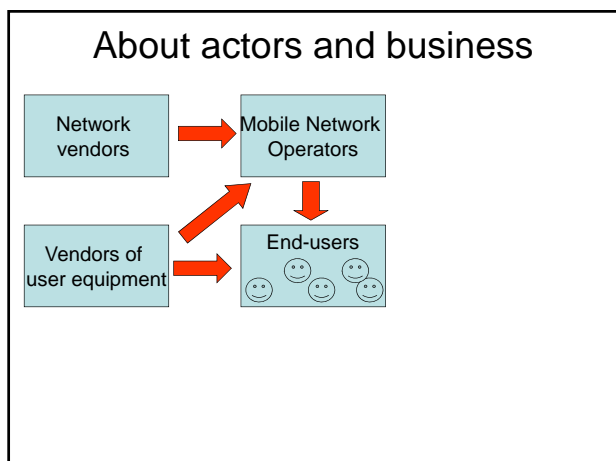 About actors and business
Network
vendors
Mobile Network
Operators
Vendors of
user equipment
End-users